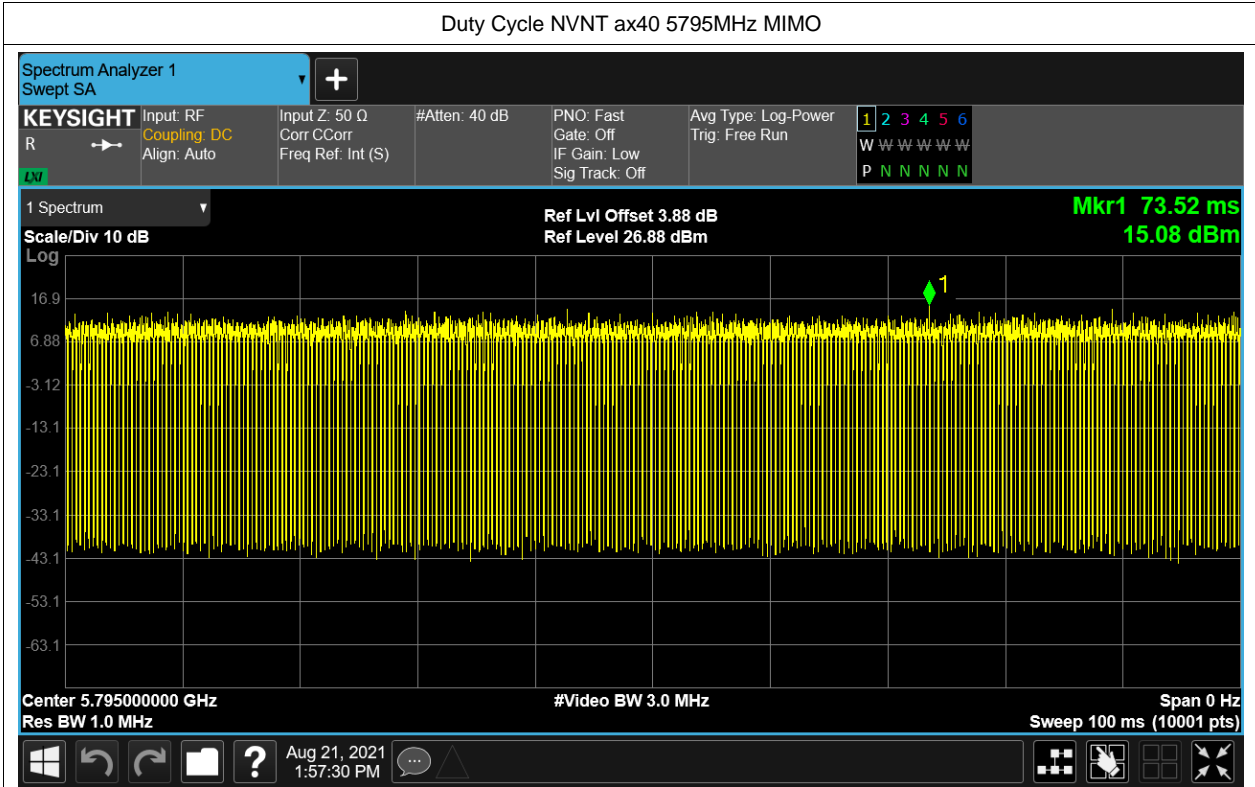 Duty Cycle NVNT ax40 5795MHz MIMO
Spectrum Analyzer 1
Swept SA
KEYSIGHT
R
LXI
Input: RF
Coupling: DC
Align: Auto
Input Z: 50 Ω
Corr CCorr
Freq Ref: Int (S)
#Atten: 40 dB
PNO: Fast
Gate: Off
IF Gain: Low
Sig Track: Off
Avg Type: Log-Power
Trig: Free Run
1 2 3 4 5 6
W W W W W W
P N N N N N
1 Spectrum
Scale/Div 10 dB
Ref Lvl Offset 3.88 dB
Ref Level 26.88 dBm
Mkr1 73.52 ms
15.08 dBm
Log
1
16.9
6.88
-3.12
-13.1
-23.1
-33.1
-43.1
-53.1
-63.1
Center 5.795000000 GHz
Res BW 1.0 MHz
#Video BW 3.0 MHz
Span 0 Hz
Sweep 100 ms (10001 pts)
?
Aug 21, 2021
1:57:30 PM